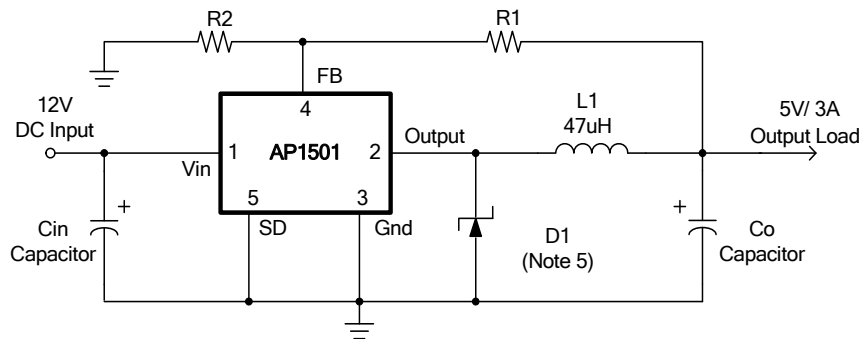 R2
R1
FB
4
12V
DC Input
Vin
1
AP1501
2
Output
L1
47uH
5V/ 3A
Output Load
5
3
SD
Gnd
+
Cin
Capacitor
D1
(Note 5)
+
Co
Capacitor